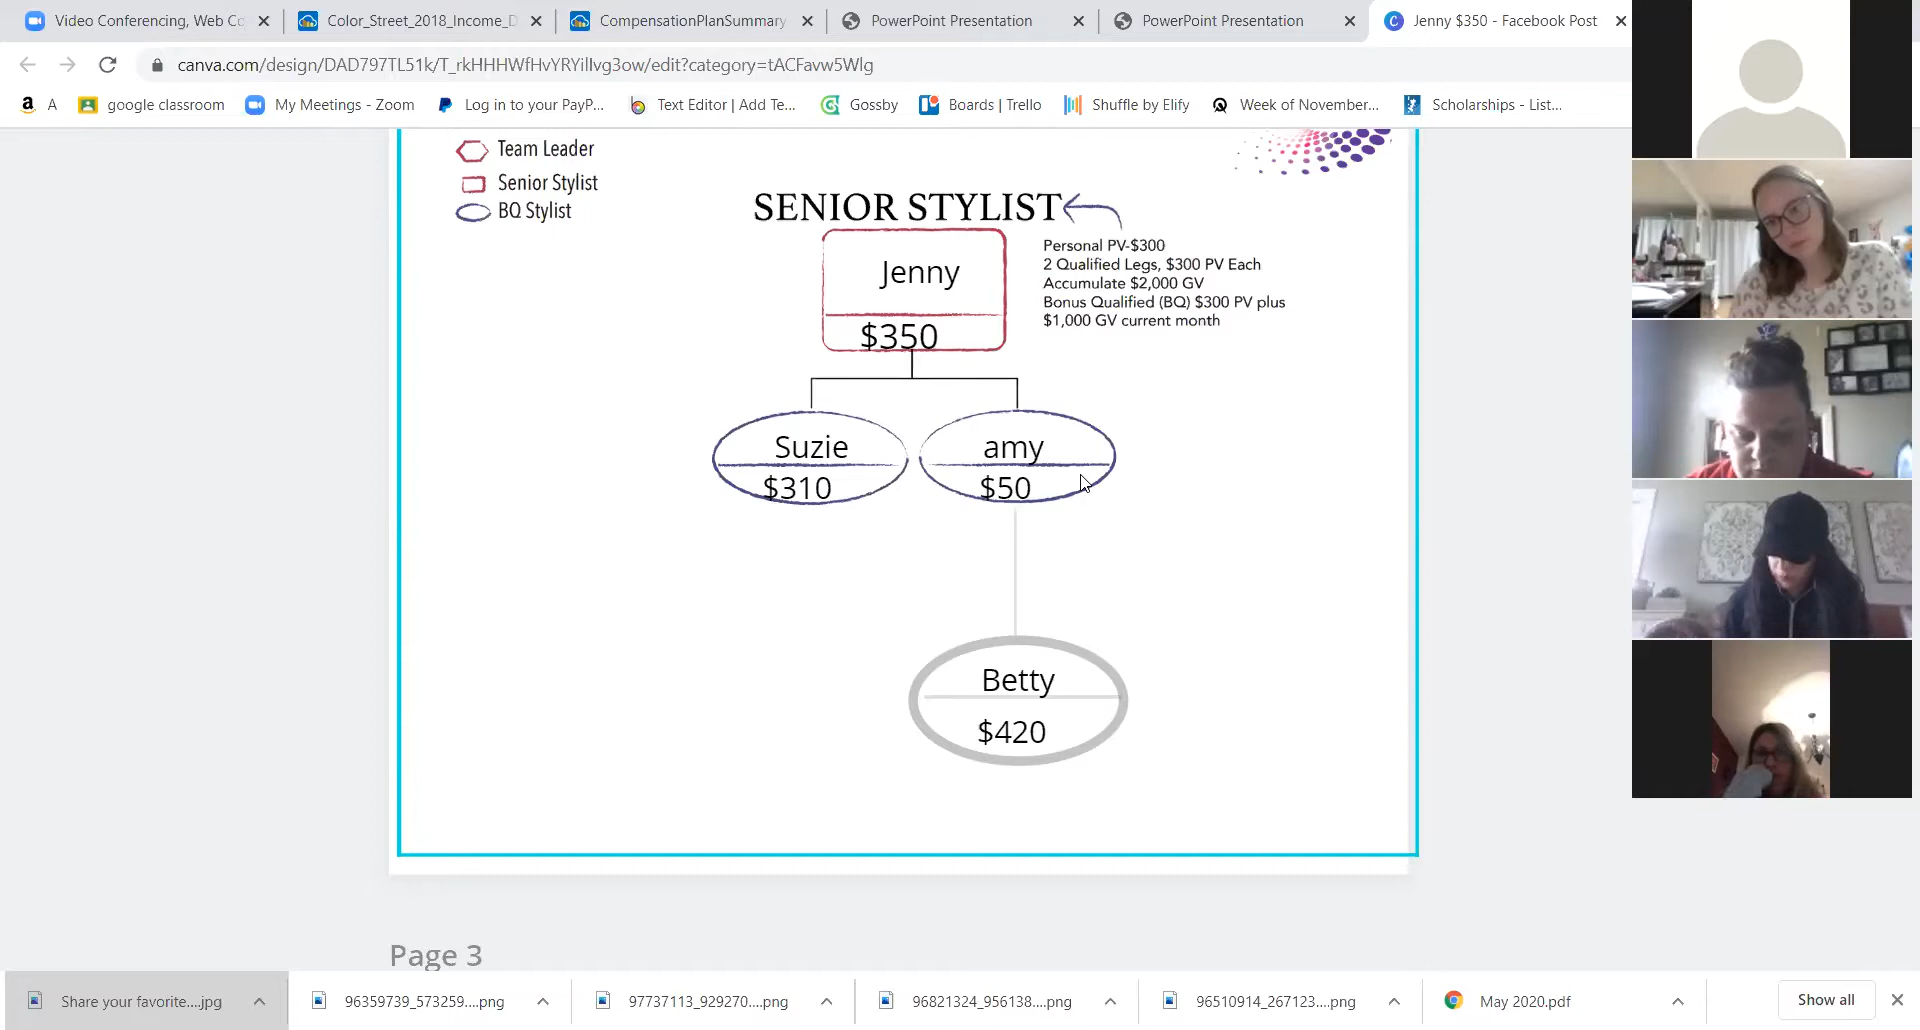 Video Conferencing, Web Co
Color_Street_2018_Income_D
CompensationPlanSummary
PowerPoint Presentation
PowerPoint Presentation
Jenny $350 - Facebook Post
canva.com/design/DAD797TL51k/T_rkHHHWfHvYRYiIlvg3ow/edit?category=tACFavw5Wlg
A
google classroom
My Meetings - Zoom
Log in to your PayP...
Text Editor | Add Te...
Gossby
Boards | Trello
Shuffle by Elify
Week of November...
Scholarships - List...
Team Leader
Senior Stylist
BQ Stylist
SENIOR STYLIST
Personal PV-$300
2 Qualified Legs, $300 PV Each
Accumulate $2,000 GV
Bonus Qualified (BQ) $300 PV plus
$1,000 GV current month
Jenny
$350
Suzie
$310
amy
$50
Betty
$420
Page 3
Share your favorite....jpg
96359739_573259....png
97737113_929270....png
96821324_956138....png
96510914_267123....png
May 2020.pdf
Show all